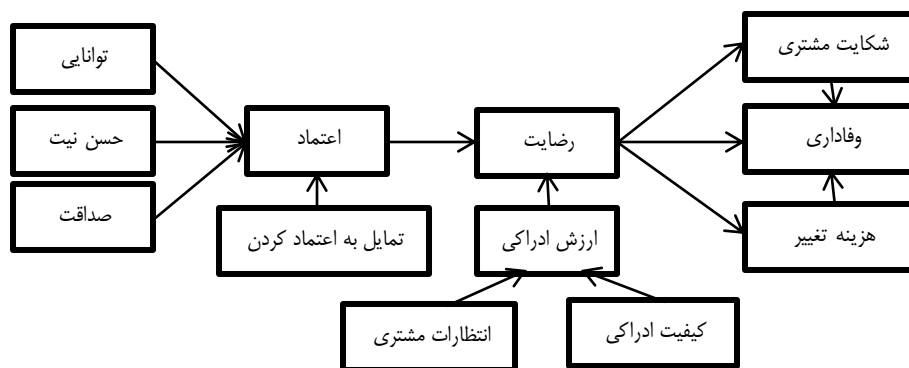 شکایت مشتری
توانایی
وفاداری
رضایت
اعتماد
حسن نیت
صداقت
هزینه تغییر
ارزش ادراکی
تمایل به اعتماد کردن
کیفیت ادراکی
انتظارات مشتری